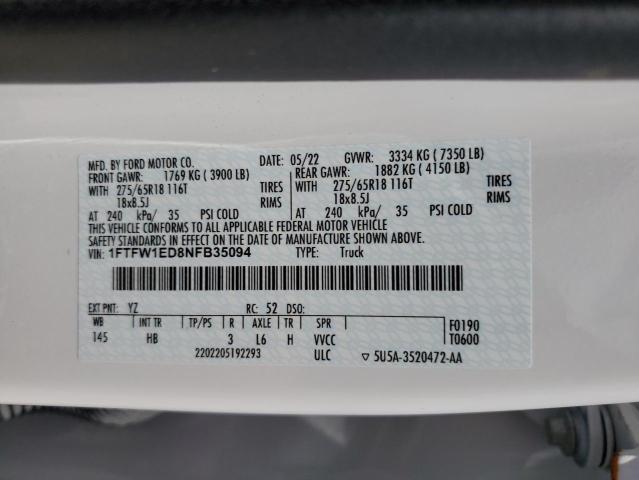 MFD. BY FORD MOTOR CO. DATE: 05/22 GVWR: 3334 KG ( 7350 LB)
FRONT GAWR: 1769 KG ( 3900 LB) REAR GAWR: 1882 KG ( 4150 LB)
WITH 275/65R18 116T TIRES WITH 275/65R18 116T TIRES
18x8.5J RIMS 18x8.5J RIMS
AT 240 kPa/ 35 PSI COLD AT 240 kPa/ 35 PSI COLD
THIS VEHICLE CONFORMS TO ALL APPLICABLE FEDERAL MOTOR VEHICLE
SAFETY STANDARDS IN EFFECT ON THE DATE OF MANUFACTURE SHOWN ABOVE.
VIN: 1FTFW1ED8NFB35094 TYPE: Truck
EXT PNT: YZ RC: 52 DSO:
WB INT TR TP/PS R AXLE TR SPR F0190
145 HB 3 L6 H VVCC T0600
2202205192293 ULC ▽ 5U5A-3520472-AA